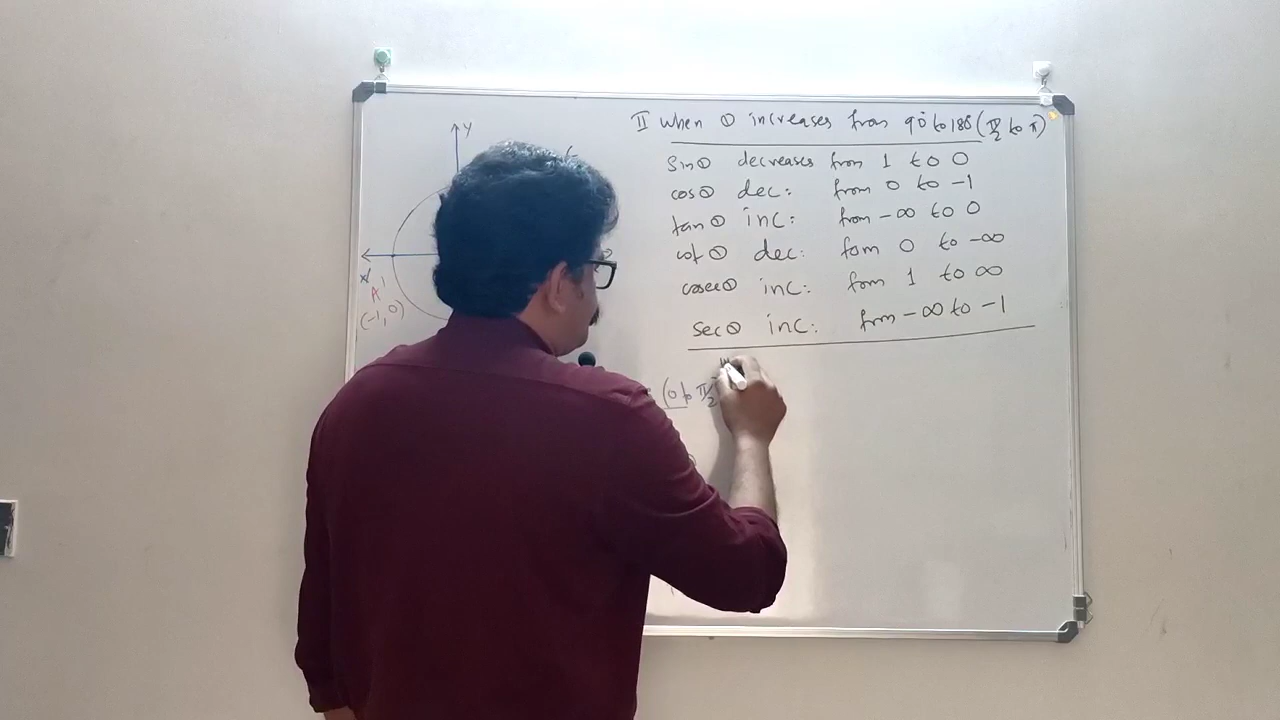 Y
X'
A'
(-1, 0)
II When θ increases from 90° to 180° (π/2 to π)
sinθ decreases from 1 to 0
cosθ dec: from 0 to -1
tanθ inc: from -∞ to 0
cotθ dec: fom 0 to -∞
cosecθ inc: fom 1 to ∞
secθ inc: from -∞ to -1
(0 to π/2